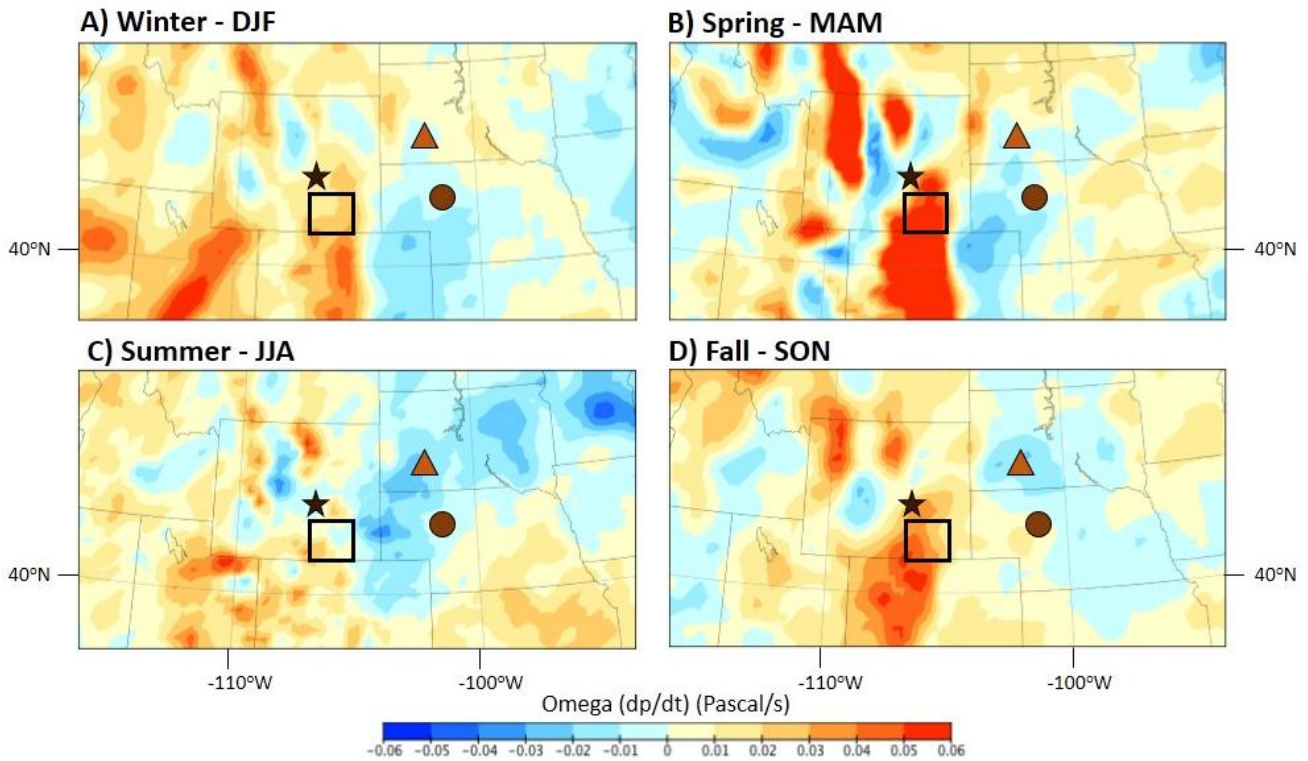 A) Winter - DJF
B) Spring - MAM
40°N
40°N
C) Summer - JJA
D) Fall - SON
40°N
40°N
-110°W
-100°W
-110°W
-100°W
Omega (dp/dt) (Pascal/s)
−0.06 −0.05 −0.04 −0.03 −0.02 −0.01 0 0.01 0.02 0.03 0.04 0.05 0.06